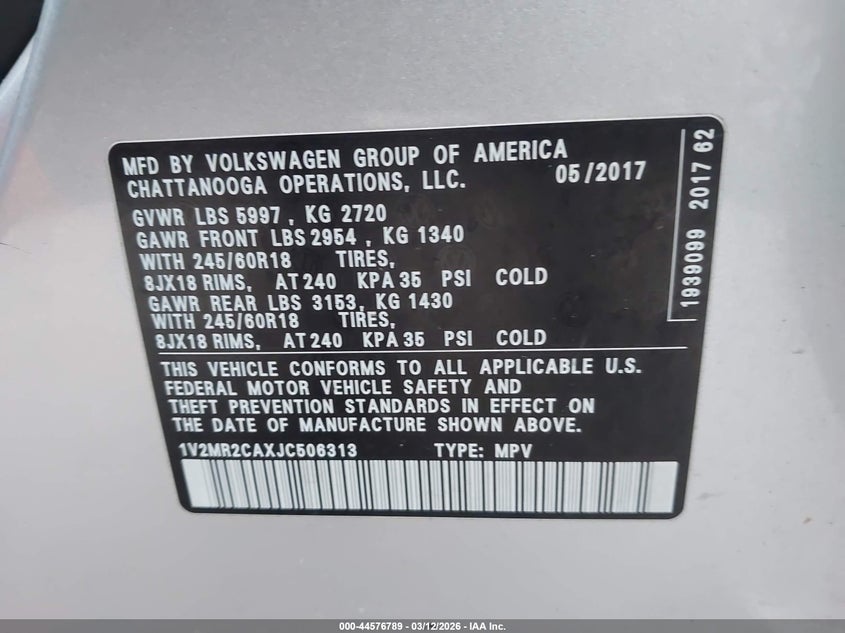 MFD BY VOLKSWAGEN GROUP OF AMERICA
CHATTANOOGA OPERATIONS, LLC. 05/2017
GVWR LBS 5997, KG 2720
GAWR FRONT LBS 2954, KG 1340
WITH 245/60R18 TIRES,
8JX18 RIMS, AT 240 KPA 35 PSI COLD
GAWR REAR LBS 3153, KG 1430
WITH 245/60R18 TIRES,
8JX18 RIMS, AT 240 KPA 35 PSI COLD
THIS VEHICLE CONFORMS TO ALL APPLICABLE U.S.
FEDERAL MOTOR VEHICLE SAFETY AND
THEFT PREVENTION STANDARDS IN EFFECT ON
THE DATE OF MANUFACTURE SHOWN ABOVE.
1V2MR2CAXJC506313 TYPE: MPV
1939099 2017 62
000-44576789 - 03/12/2026 - IAA Inc.